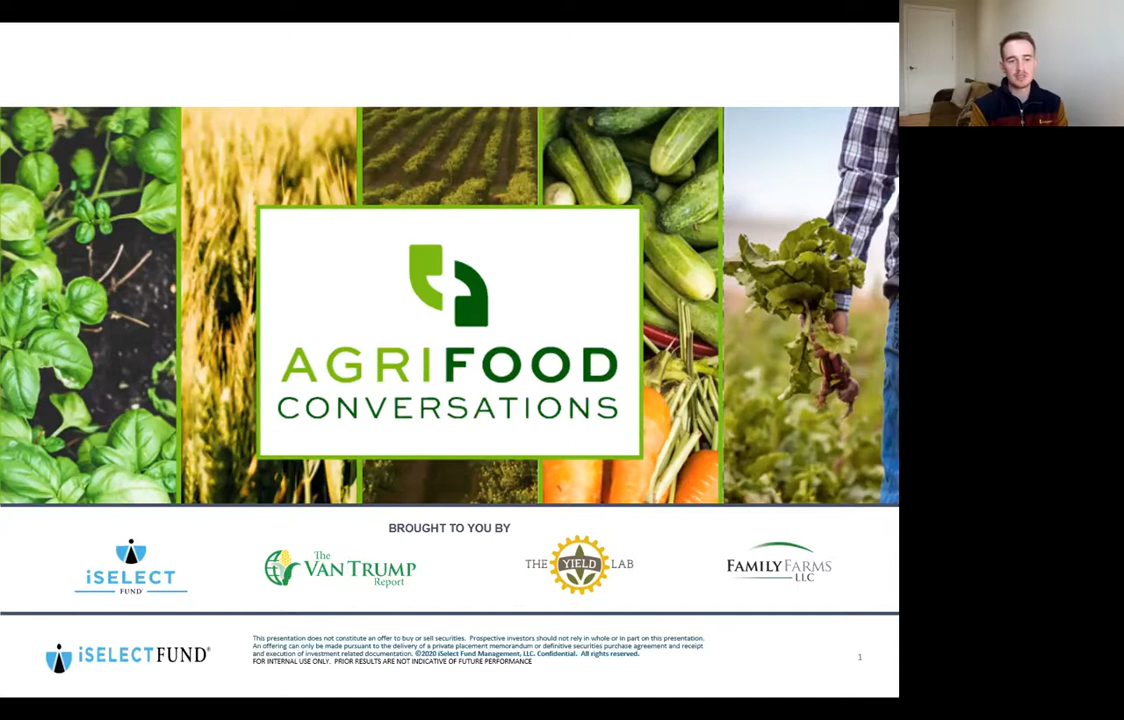 AGRIFOOD
CONVERSATIONS
BROUGHT TO YOU BY
iSELECT
FUND
The
VAN TRUMP
Report
THE YIELD LAB
FAMILYFARMS
LLC
iSELECTFUND®
This presentation does not constitute an offer to buy or sell securities. Prospective investors should not rely in whole or in part on this presentation.
An offering can only be made pursuant to the delivery of a private placement memorandum or definitive securities purchase agreement and receipt
and execution of investment related documentation. ©2020 iSelect Fund Management, LLC. Confidential. All rights reserved.
FOR INTERNAL USE ONLY. PRIOR RESULTS ARE NOT INDICATIVE OF FUTURE PERFORMANCE
1